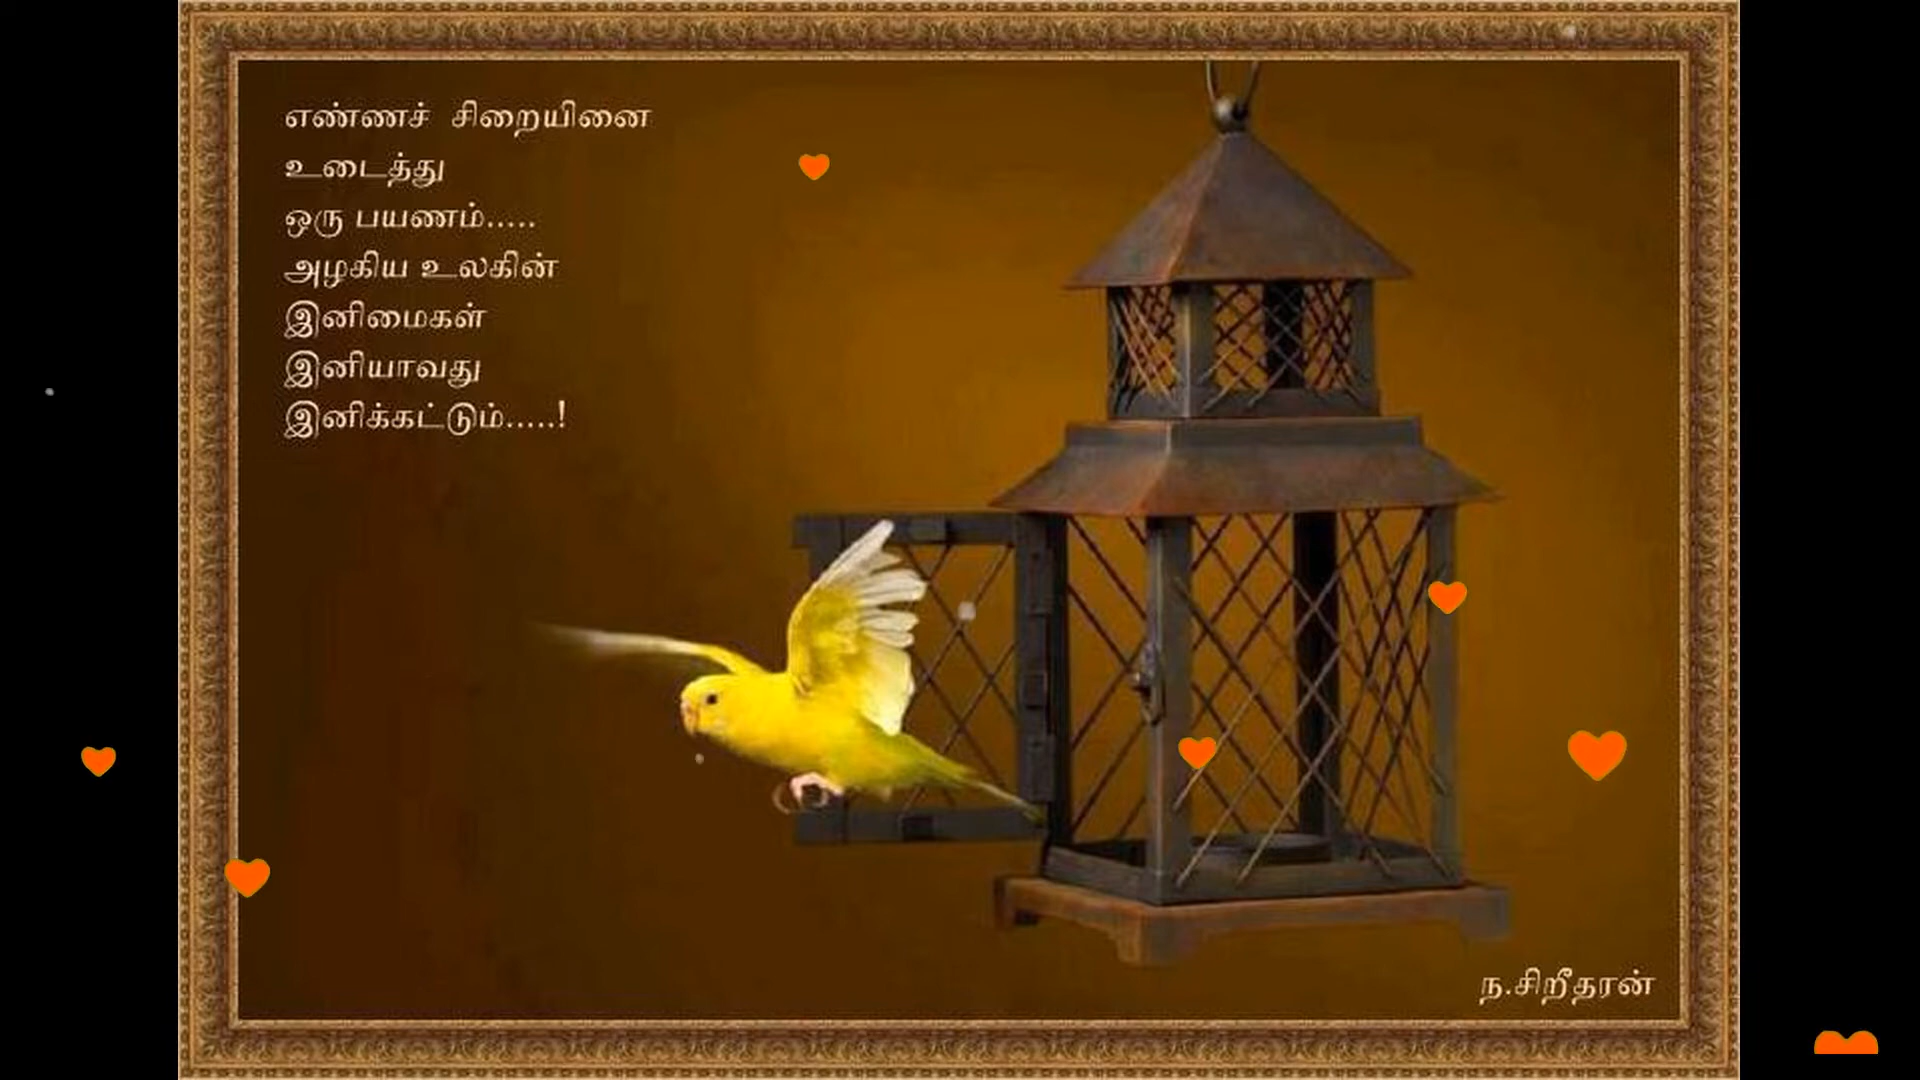 எண்ணச் சிறையினை
உடைத்து
ஒரு பயணம்.....
அழகிய உலகின்
இனிமைகள்
இனியாவது
இனிக்கட்டும்.....!
ந.சிறீதரன்